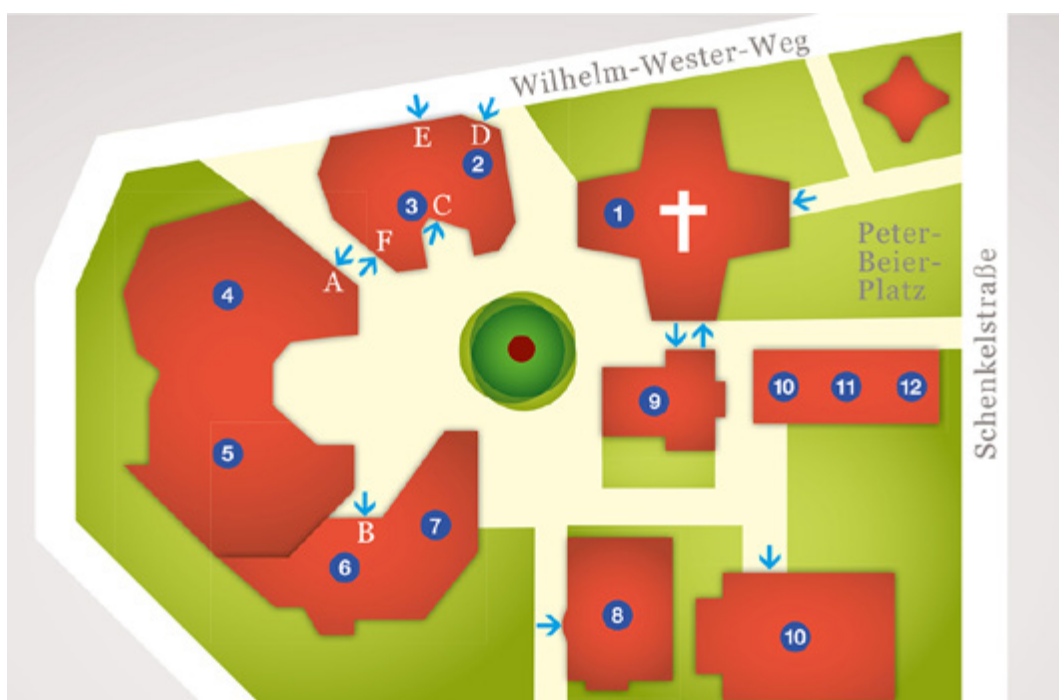 Wilhelm-Wester-Weg
E
D
2
3
C
1
F
A
Peter-
Beier-
Platz
4
Schenkelstraße
9
10
11
12
5
B
7
6
8
10